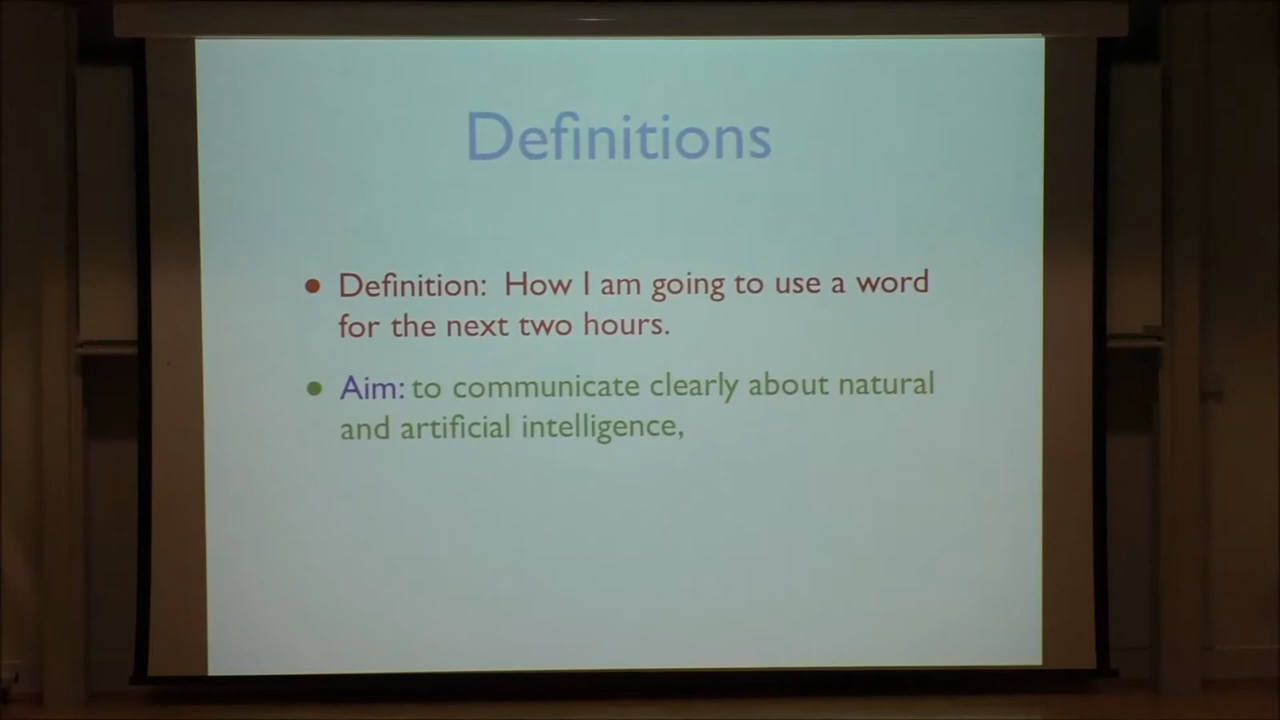 Definitions
• Definition: How I am going to use a word
for the next two hours.
• Aim: to communicate clearly about natural
and artificial intelligence,